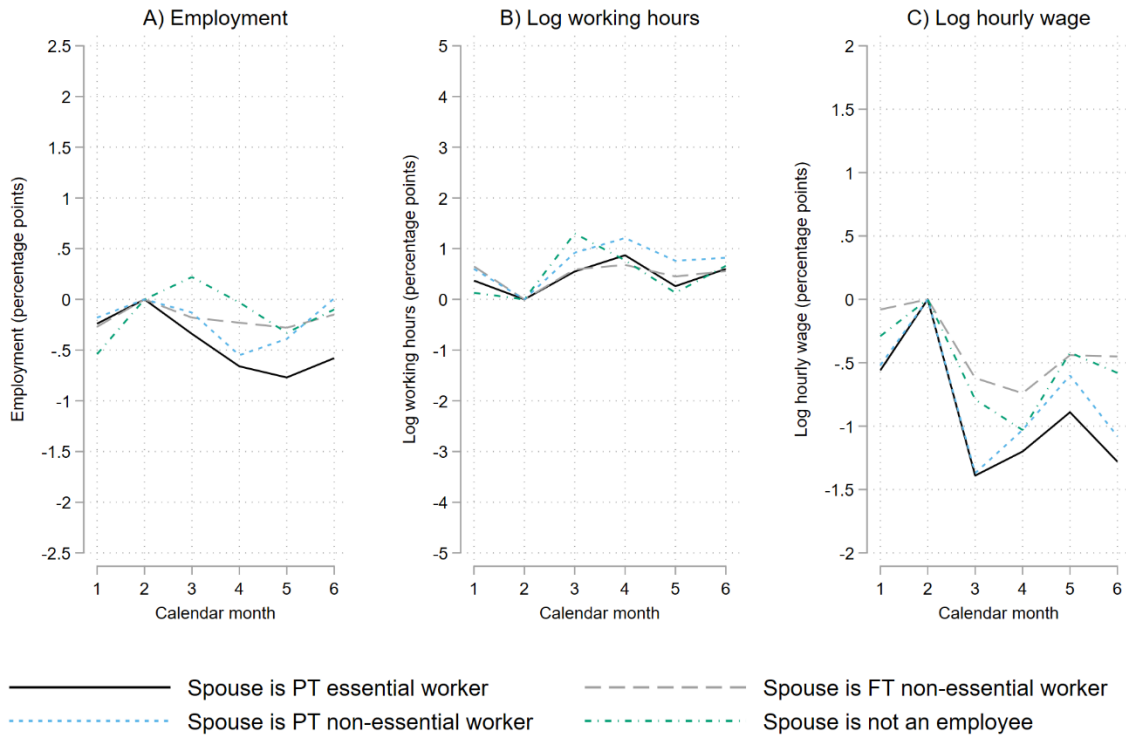 A) Employment
2.5
2
1.5
1
.5
0
-.5
-1
-1.5
-2
-2.5
Employment (percentage points)
1 2 3 4 5 6
Calendar month
B) Log working hours
5
4
3
2
1
0
-1
-2
-3
-4
-5
Log working hours (percentage points)
1 2 3 4 5 6
Calendar month
C) Log hourly wage
2
1.5
1
.5
0
-.5
-1
-1.5
-2
Log hourly wage (percentage points)
1 2 3 4 5 6
Calendar month
Spouse is PT essential worker
Spouse is FT non-essential worker
Spouse is PT non-essential worker
Spouse is not an employee